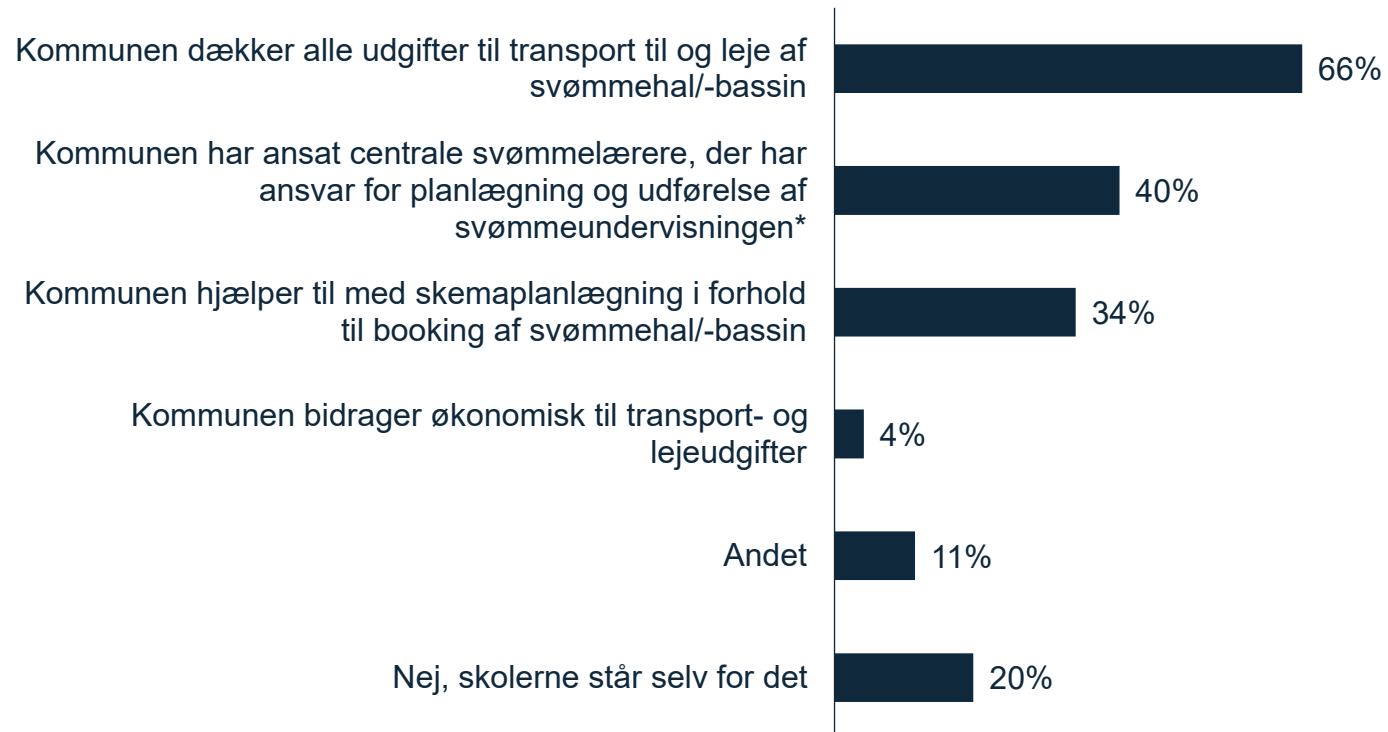 Kommunen dækker alle udgifter til transport til og leje af
svømmehal/-bassin
66%
Kommunen har ansat centrale svømmelærere, der har
ansvar for planlægning og udførelse af
svømmeundervisningen*
40%
Kommunen hjælper til med skemaplanlægning i forhold
til booking af svømmehal/-bassin
34%
Kommunen bidrager økonomisk til transport- og
lejeudgifter
4%
Andet
11%
Nej, skolerne står selv for det
20%